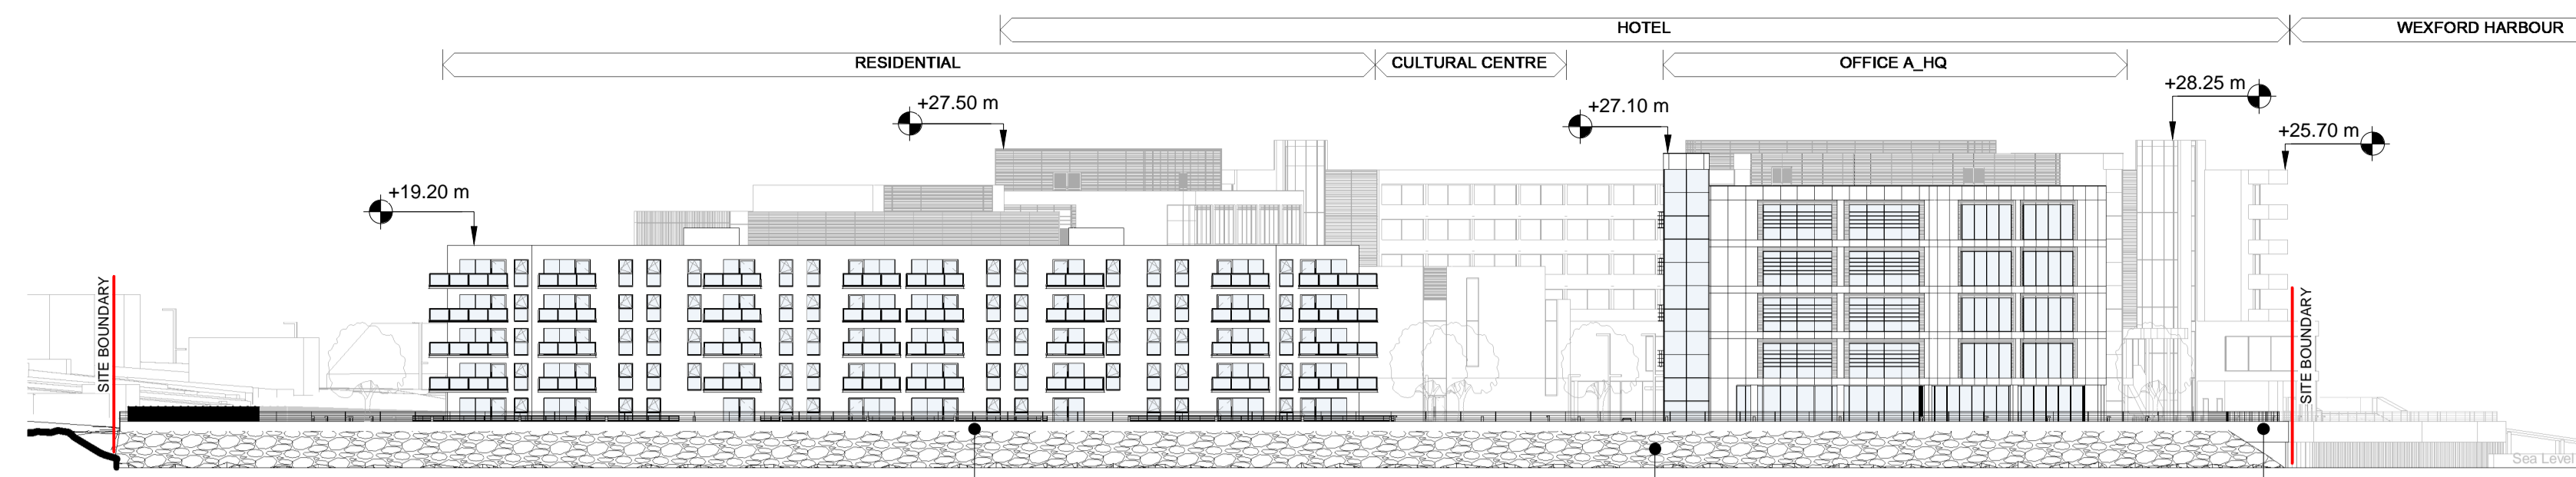 HOTEL
WEXFORD HARBOUR
RESIDENTIAL
CULTURAL CENTRE
OFFICE A_HQ
+28.25 m
+27.50 m
+27.10 m
+25.70 m
+19.20 m
SITE BOUNDARY
SITE BOUNDARY
Sea Level